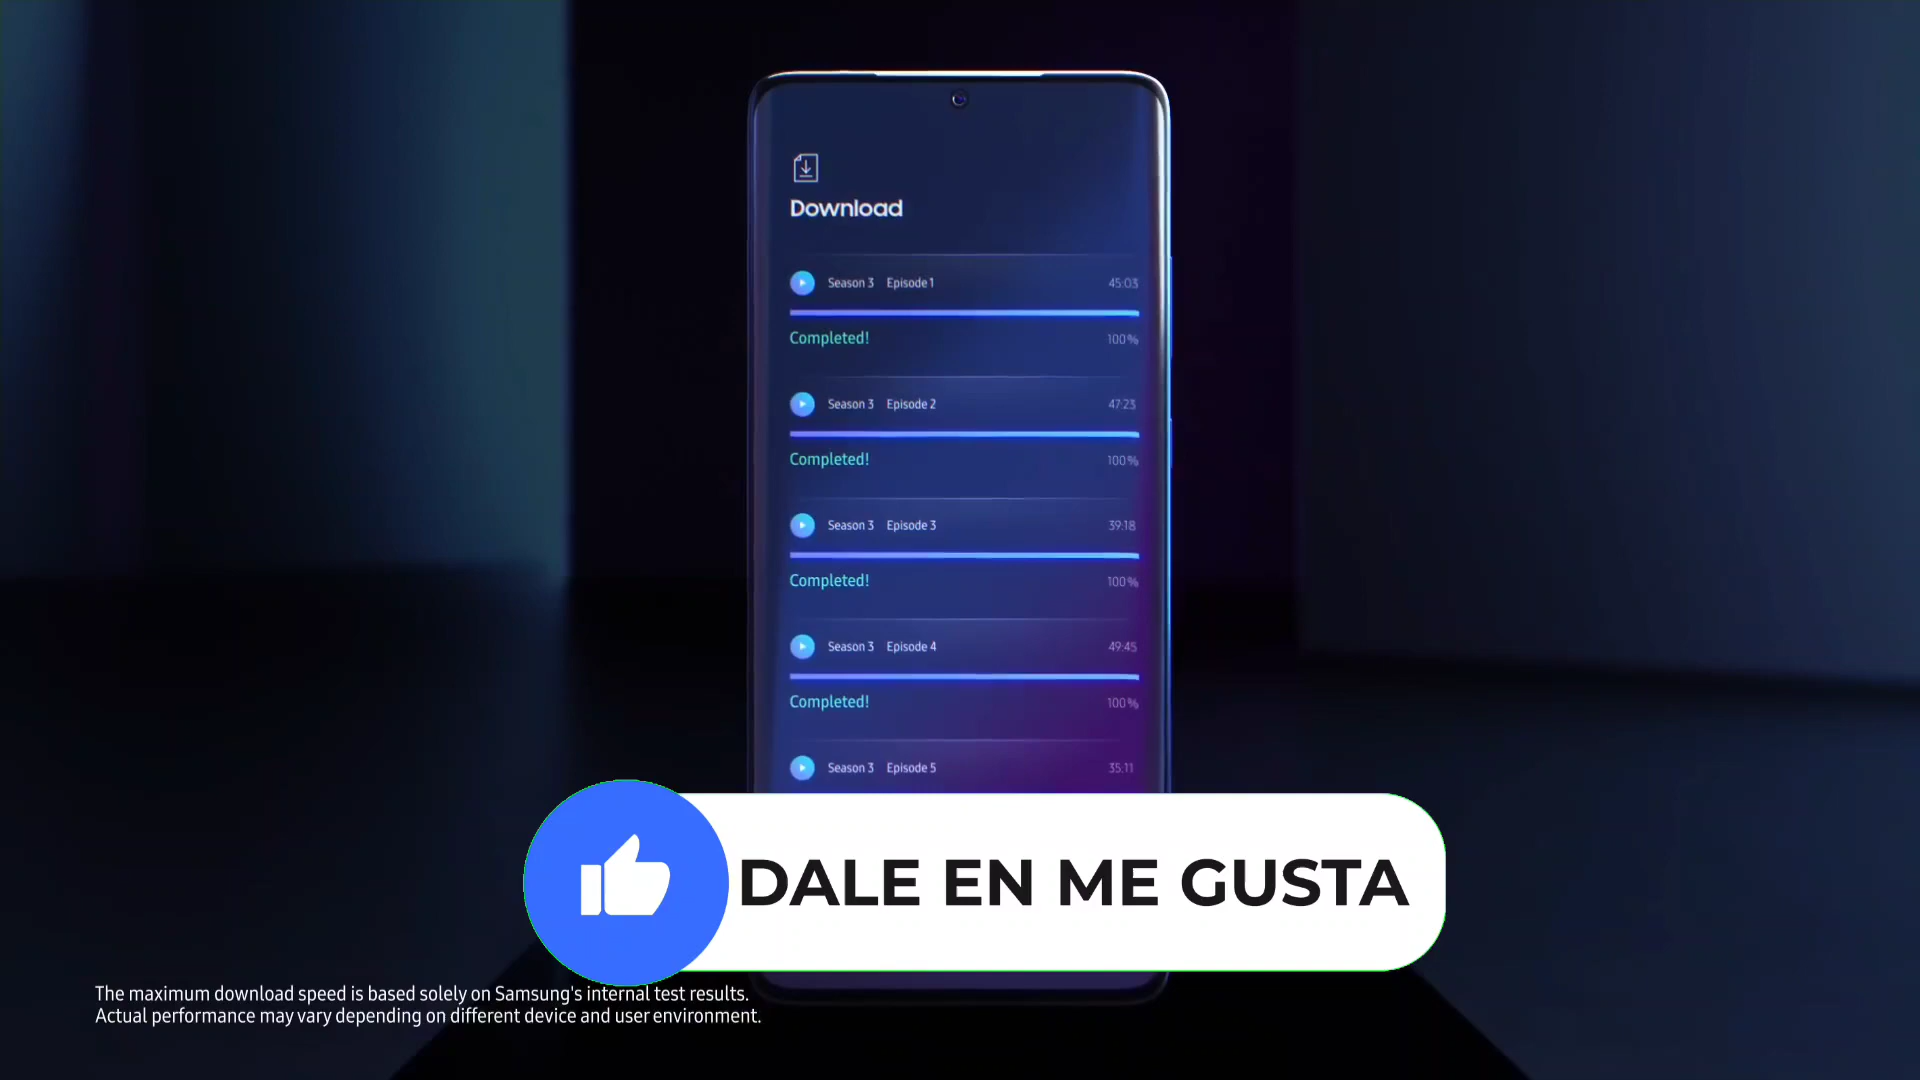 Download
Season 3 Episode 1 45:03
Completed! 100%
Season 3 Episode 2 47:23
Completed! 100%
Season 3 Episode 3 39:18
Completed! 100%
Season 3 Episode 4 49:45
Completed! 100%
Season 3 Episode 5 35:11
DALE EN ME GUSTA
The maximum download speed is based solely on Samsung's internal test results.
Actual performance may vary depending on different device and user environment.